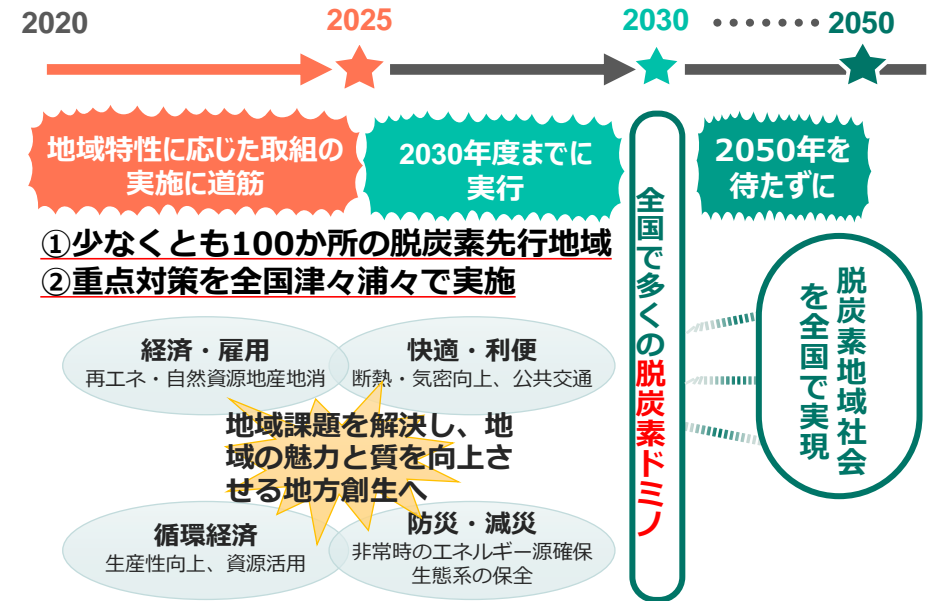 2020
2025
2030
2050
地域特性に応じた取組の
実施に道筋
2030年度までに
実行
2050年を
待たずに
①少なくとも100か所の脱炭素先行地域
②重点対策を全国津々浦々で実施
経済・雇用
再エネ・自然資源地産地消
快適・利便
断熱・気密向上、公共交通
地域課題を解決し、地
域の魅力と質を向上さ
せる地方創生へ
循環経済
生産性向上、資源活用
防災・減災
非常時のエネルギー源確保
生態系の保全
全国で多くの脱炭素ドミノ
脱炭素地域社会
を全国で実現